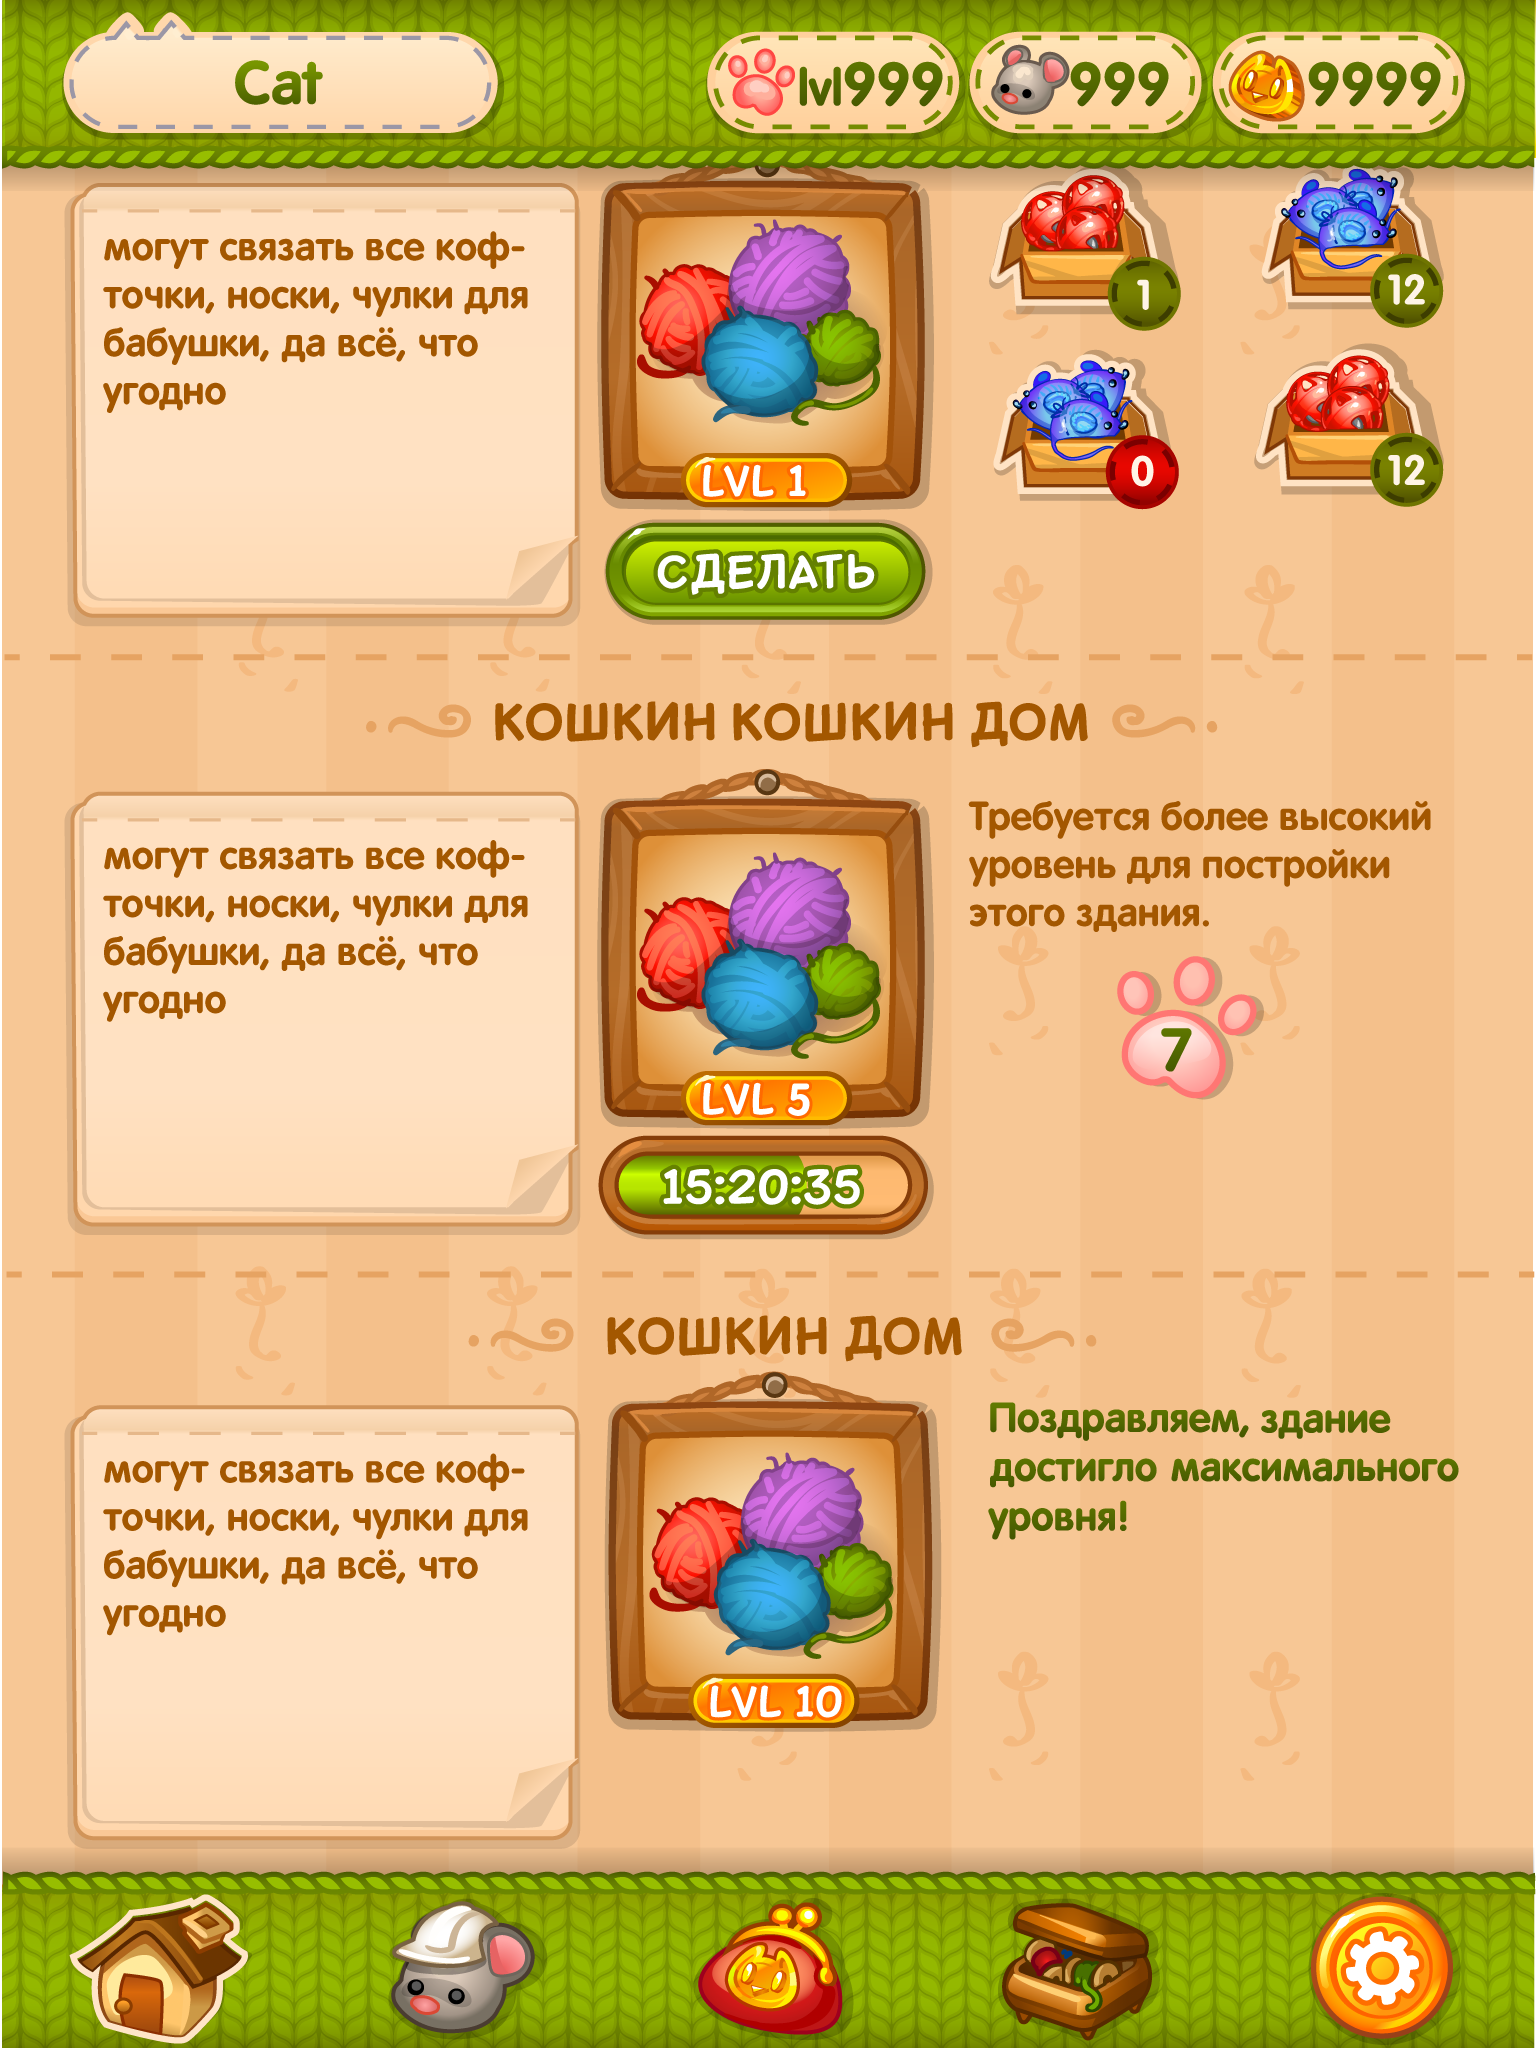 Cat
lvl999
999
9999
могут связать все коф-
точки, носки, чулки для
бабушки, да всё, что
угодно
LVL 1
СДЕЛАТЬ
1
12
0
12
КОШКИН КОШКИН ДОМ
могут связать все коф-
точки, носки, чулки для
бабушки, да всё, что
угодно
LVL 5
15:20:35
Требуется более высокий
уровень для постройки
этого здания.
7
КОШКИН ДОМ
могут связать все коф-
точки, носки, чулки для
бабушки, да всё, что
угодно
LVL 10
Поздравляем, здание
достигло максимального
уровня!